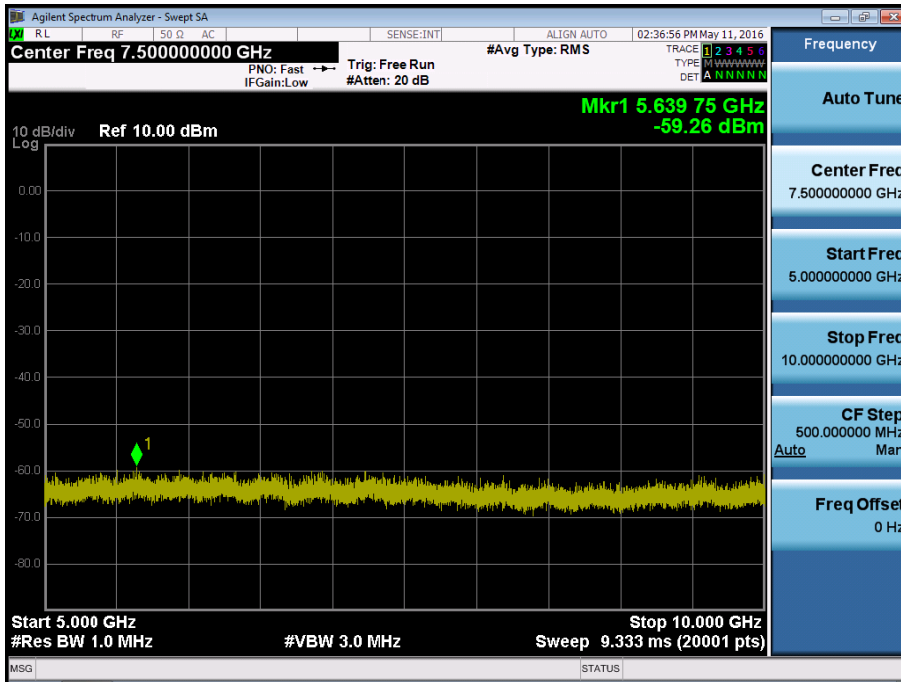 Agilent Spectrum Analyzer - Swept SA
RL RF 50 Ω AC SENSE:INT ALIGN AUTO 02:36:56 PM May 11, 2016
Center Freq 7.500000000 GHz
PNO: Fast
IFGain:Low
Trig: Free Run
#Atten: 20 dB
#Avg Type: RMS
TRACE 1 2 3 4 5 6
TYPE M WWWWW
DET A N N N N N
Mkr1 5.639 75 GHz
-59.26 dBm
10 dB/div Ref 10.00 dBm
Log
0.00
-10.0
-20.0
-30.0
-40.0
-50.0
1
-60.0
-70.0
-80.0
Start 5.000 GHz Stop 10.000 GHz
#Res BW 1.0 MHz #VBW 3.0 MHz Sweep 9.333 ms (20001 pts)
MSG STATUS
Frequency
Auto Tune
Center Freq
7.500000000 GHz
Start Freq
5.000000000 GHz
Stop Freq
10.000000000 GHz
CF Step
500.000000 MHz
Auto Man
Freq Offset
0 Hz